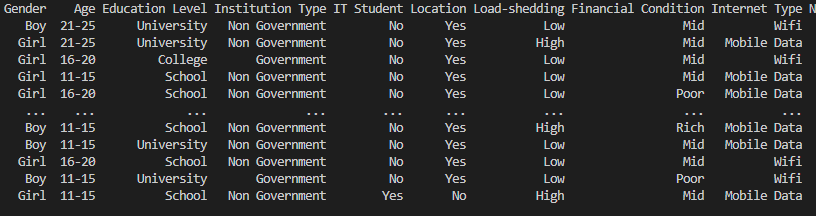 Gender Age Education Level Institution Type IT Student Location Load-shedding Financial Condition Internet Type N
Boy 21-25 University Non Government No Yes Low Mid Wifi
Girl 21-25 University Non Government No Yes High Mid Mobile Data
Girl 16-20 College Government No Yes Low Mid Wifi
Girl 11-15 School Non Government No Yes Low Mid Mobile Data
Girl 16-20 School Non Government No Yes Low Poor Mobile Data
... ... ... ... ... ... ... ... ...
Boy 11-15 School Non Government No Yes High Rich Mobile Data
Boy 11-15 University Non Government No Yes Low Mid Mobile Data
Girl 16-20 School Non Government No Yes Low Mid Wifi
Boy 11-15 University Government No Yes Low Poor Wifi
Girl 11-15 School Non Government Yes No High Mid Mobile Data